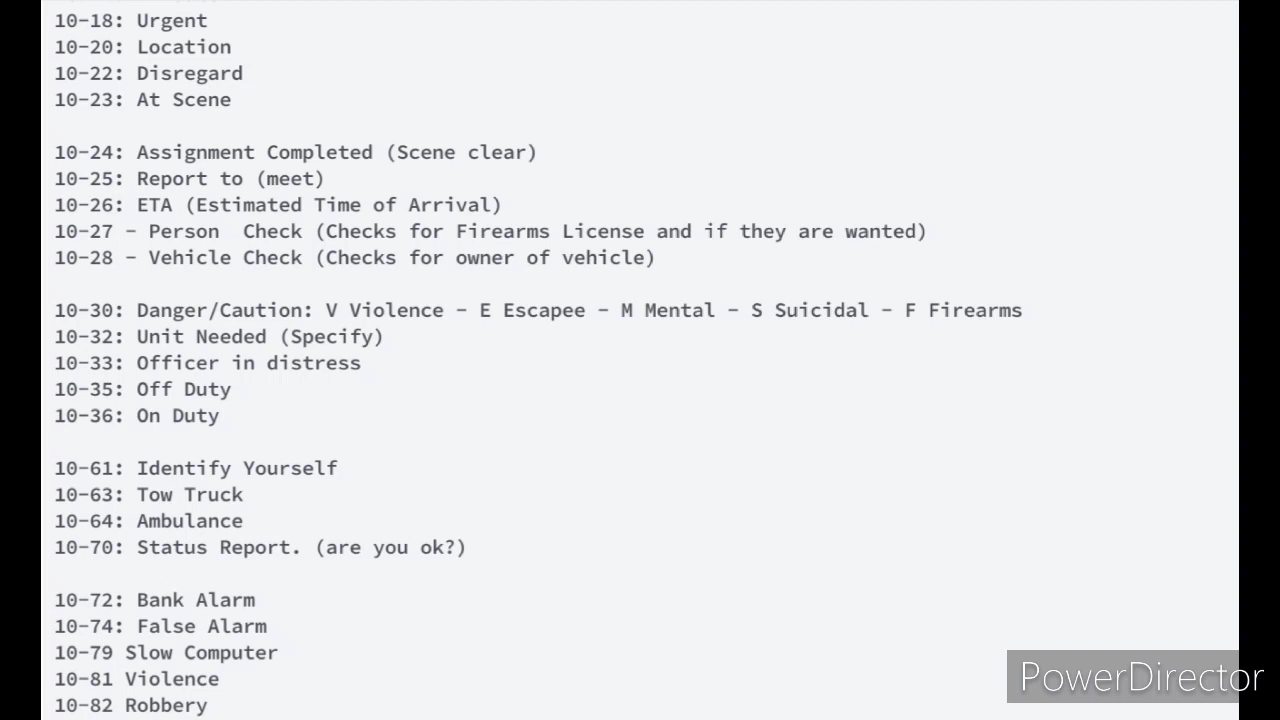 10-18: Urgent
10-20: Location
10-22: Disregard
10-23: At Scene
10-24: Assignment Completed (Scene clear)
10-25: Report to (meet)
10-26: ETA (Estimated Time of Arrival)
10-27 - Person  Check (Checks for Firearms License and if they are wanted)
10-28 - Vehicle Check (Checks for owner of vehicle)
10-30: Danger/Caution: V Violence - E Escapee - M Mental - S Suicidal - F Firearms
10-32: Unit Needed (Specify)
10-33: Officer in distress
10-35: Off Duty
10-36: On Duty
10-61: Identify Yourself
10-63: Tow Truck
10-64: Ambulance
10-70: Status Report. (are you ok?)
10-72: Bank Alarm
10-74: False Alarm
10-79 Slow Computer
10-81 Violence
10-82 Robbery
PowerDirector